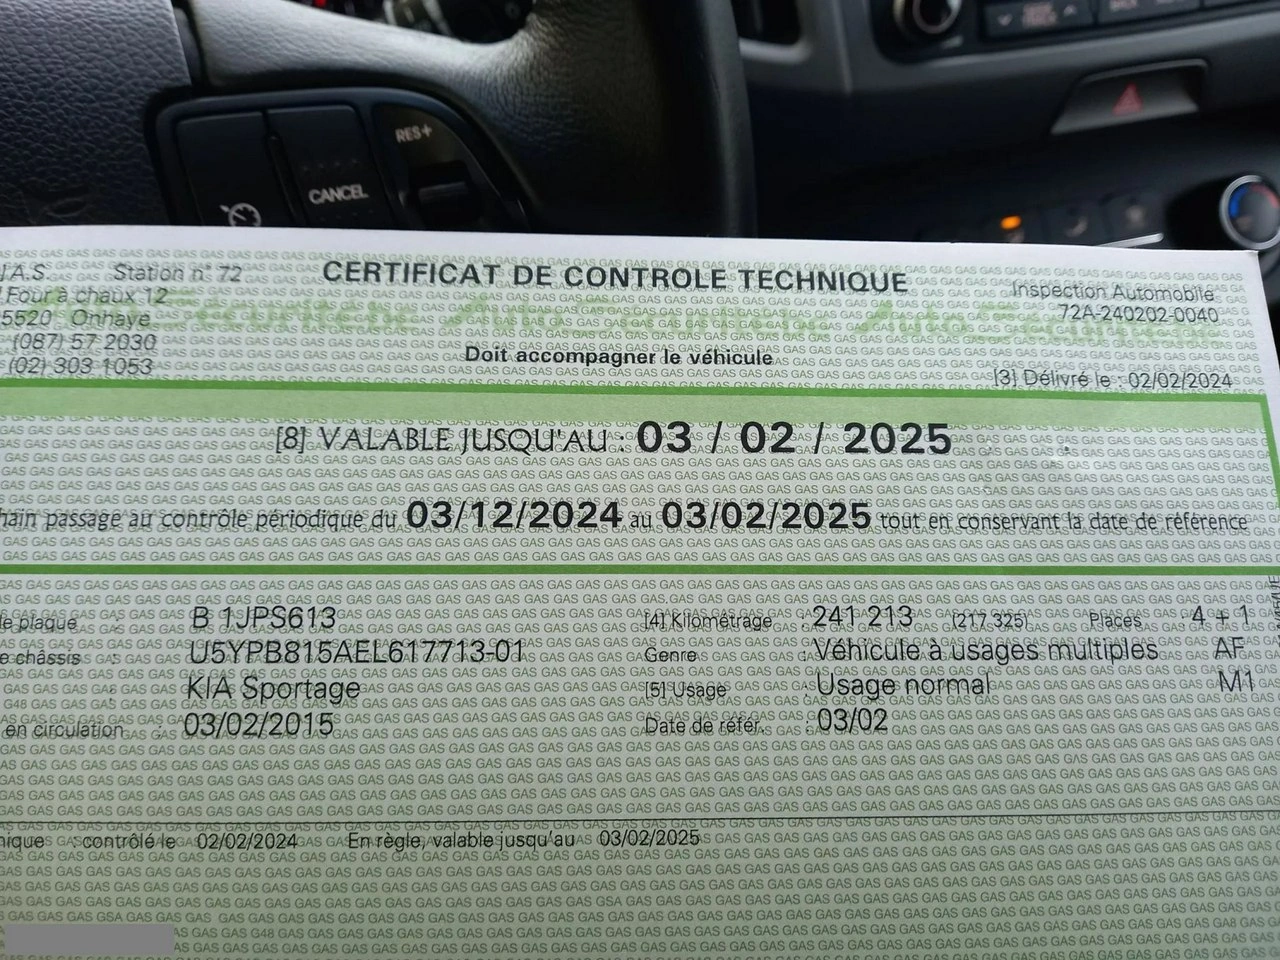 RES+
CANCEL
A.S. Station n° 72 CERTIFICAT DE CONTROLE TECHNIQUE Inspection Automobile
Four à chaux 12 72A-240202-0040
5520 Onhaye
(087) 57 2030 Doit accompagner le véhicule
(02) 303 1053 [3] Délivré le : 02/02/2024
[8] VALABLE JUSQU'AU : 03 / 02 / 2025
hain passage au contrôle périodique du 03/12/2024 au 03/02/2025 tout en conservant la date de référence
e plaque : B 1JPS613 [4] Kilométrage : 241 213 (217 325) Places : 4 + 1
e châssis : U5YPB815AEL617713-01 Genre : Véhicule à usages multiples AF
: KIA Sportage [5] Usage : Usage normal M1
en circulation : 03/02/2015 Date de référ. : 03/02
nique : contrôlé le 02/02/2024 En règle, valable jusqu'au 03/02/2025